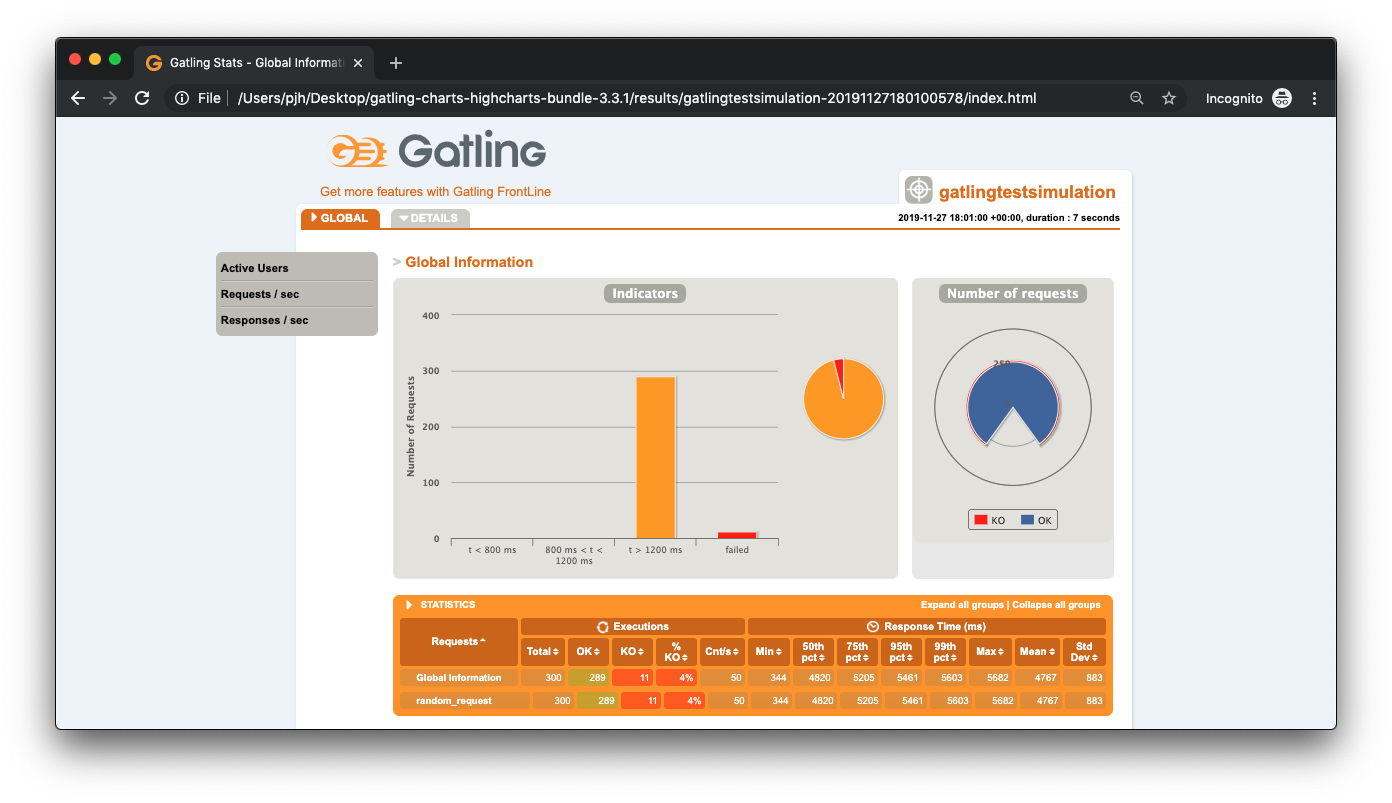 Gatling Stats - Global Informati
File
/Users/pjh/Desktop/gatling-charts-highcharts-bundle-3.3.1/results/gatlingtestsimulation-20191127180100578/index.html
Incognito
Gatling
Get more features with Gatling FrontLine
gatlingtestsimulation
GLOBAL DETAILS
2019-11-27 18:01:00 +00:00, duration : 7 seconds
Active Users
Requests / sec
Responses / sec
> Global Information
Indicators
400
300
200
100
0
Number of Requests
t < 800 ms
800 ms < t <
1200 ms
t > 1200 ms
failed
Number of requests
250
0
KO OK
STATISTICS
Expand all groups | Collapse all groups
Requests
Executions
Response Time (ms)
Total OK KO % KO Cnt/s Min 50th pct 75th pct 95th pct 99th pct Max Mean Std Dev
Global Information 300 289 11 4% 50 344 4820 5205 5461 5603 5682 4767 883
random_request 300 289 11 4% 50 344 4820 5205 5461 5603 5682 4767 883